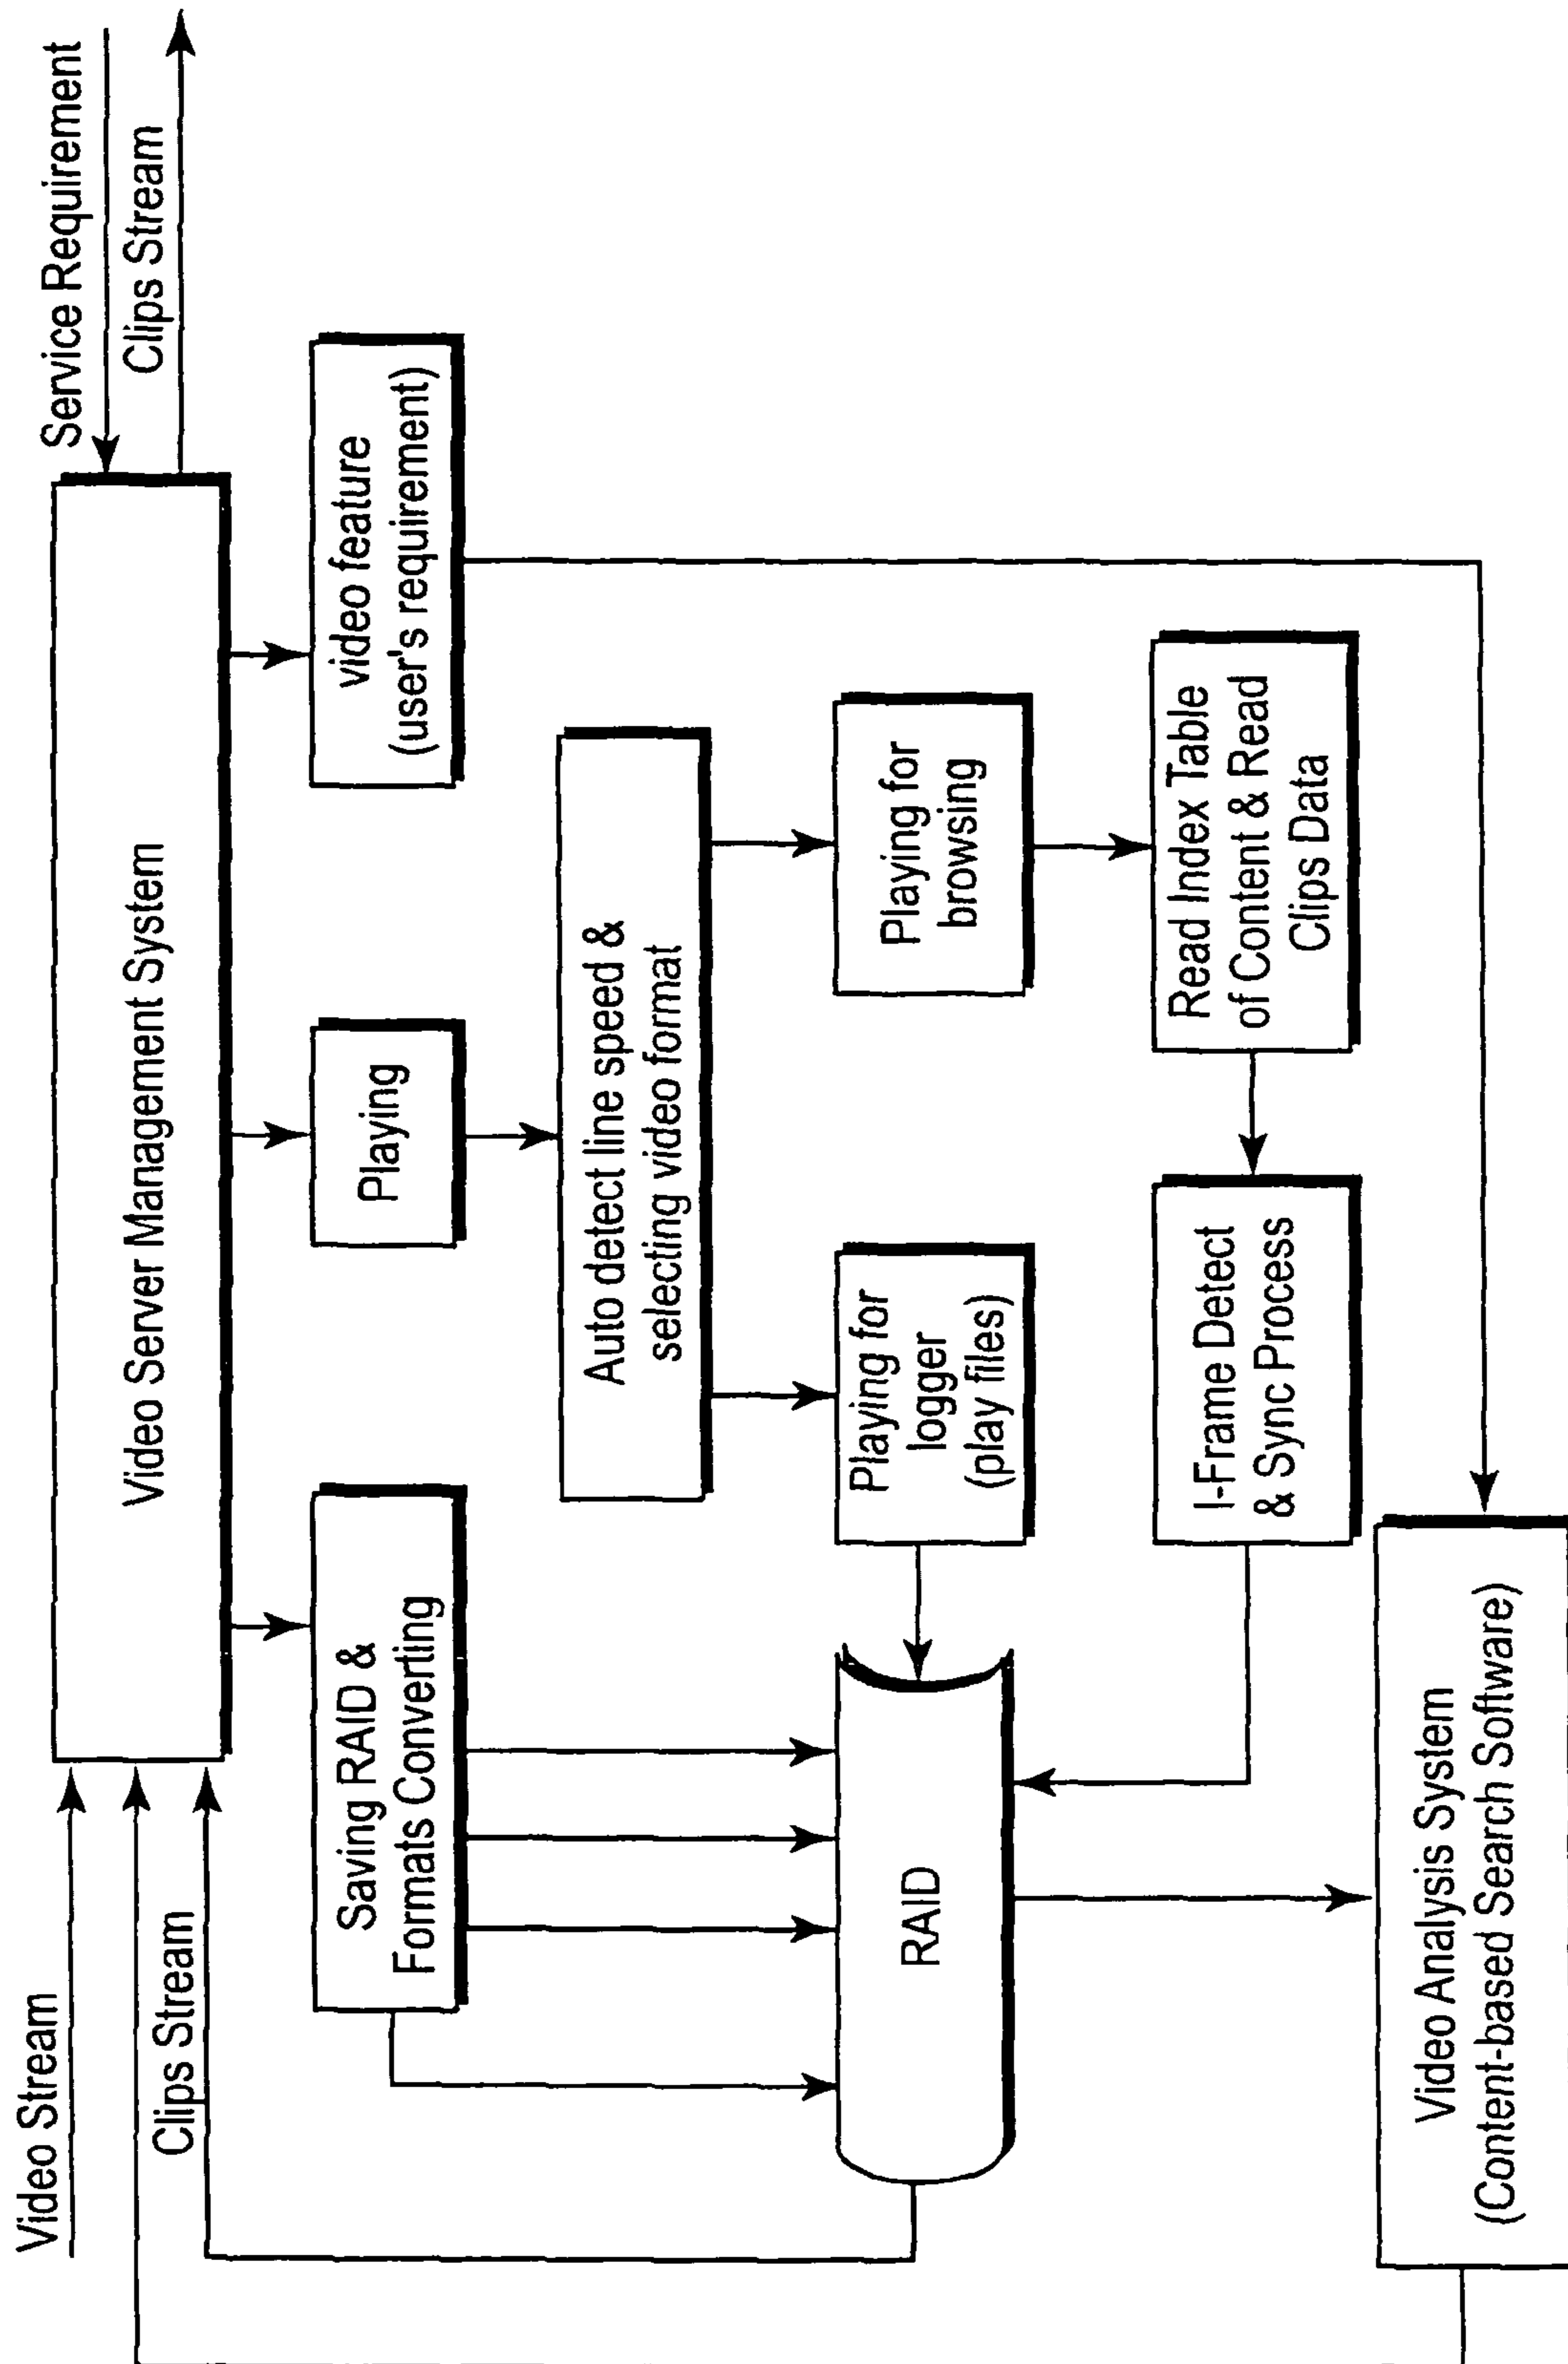 Video Stream
Clips Stream
Video Server Management System
Service Requirement
Clips Stream
Saving RAID &
Formats Converting
Playing
video feature
(user's requirement)
Auto detect line speed &
selecting video format
RAID
Playing for
logger
(play files)
Playing for
browsing
I-Frame Detect
& Sync Process
Read Index Table
of Content & Read
Clips Data
Video Analysis System
(Content-based Search Software)